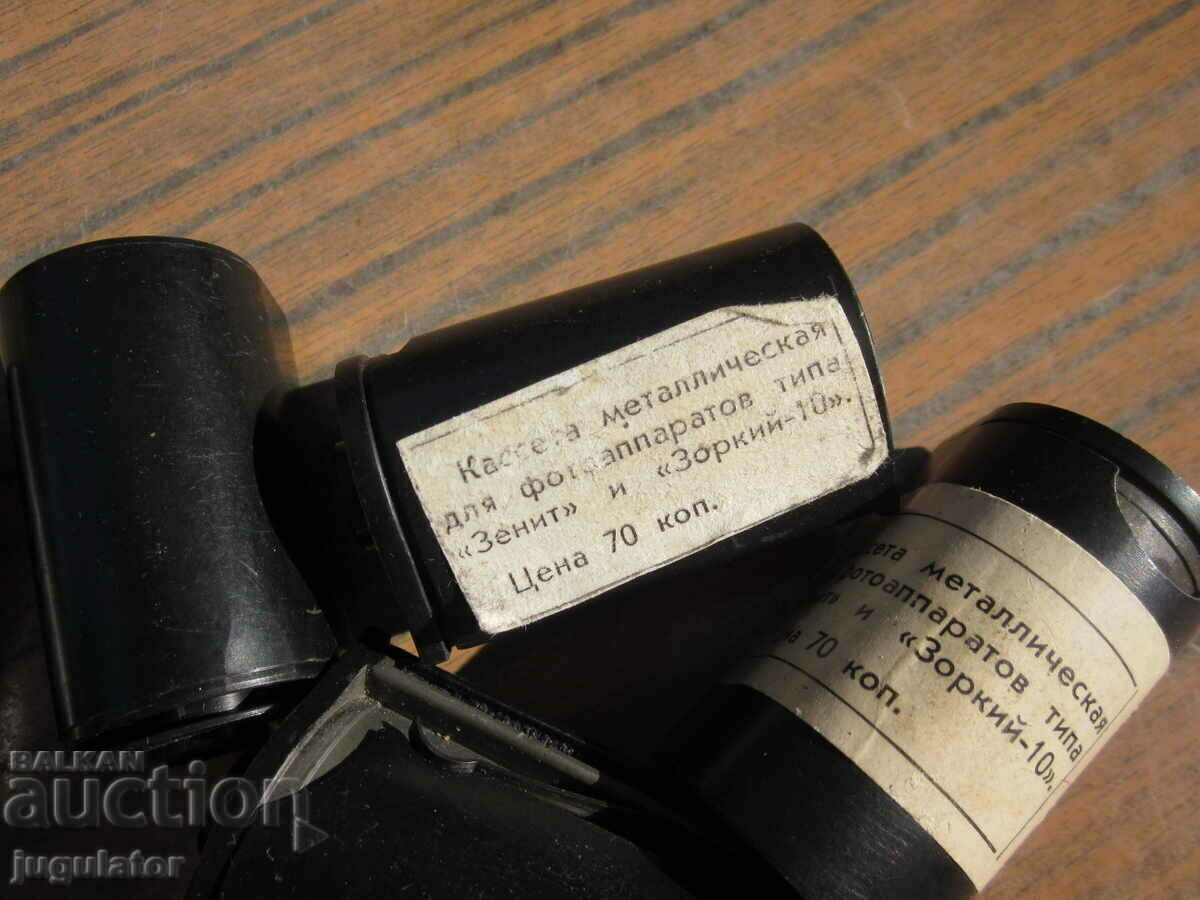 Кассета металлическая
для фотоаппаратов типа
«Зенит» и «Зоркий-10».
Цена 70 коп.
металлическая
фотоаппаратов типа
и «Зоркий-10».
70 коп.
BALKAN
auction
jugulator